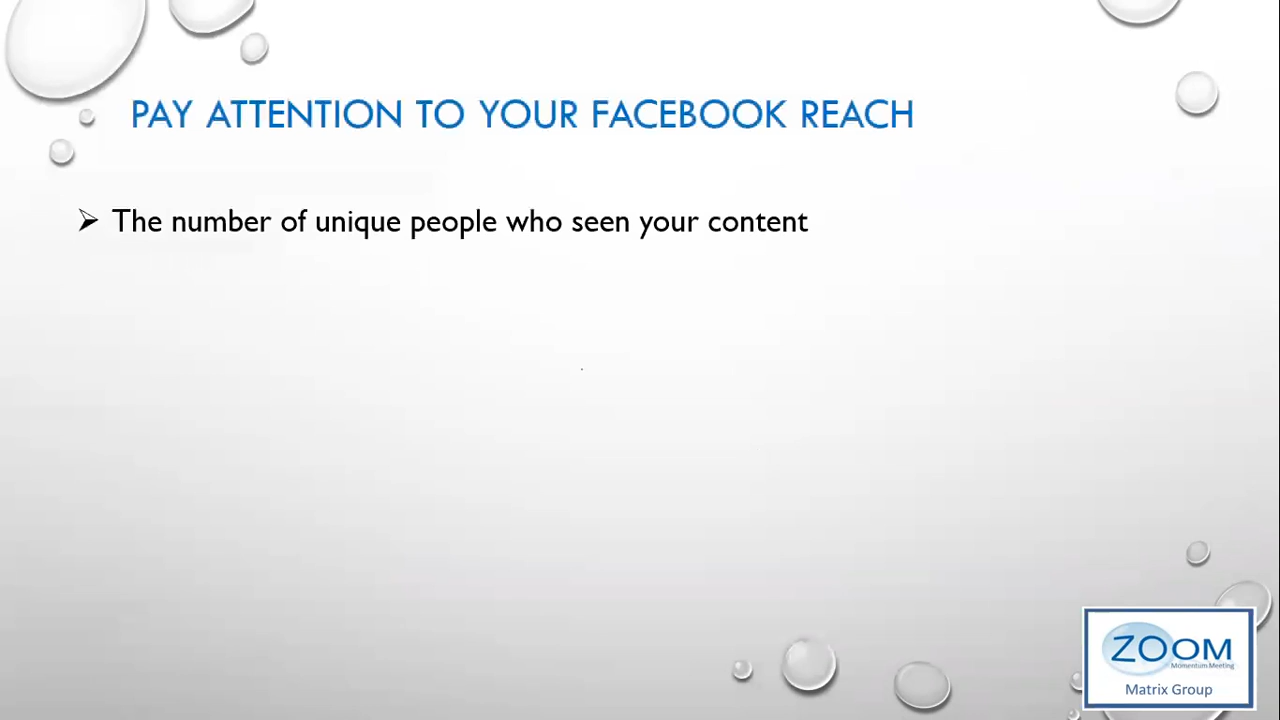 PAY ATTENTION TO YOUR FACEBOOK REACH
➢ The number of unique people who seen your content
ZOOM
Momentum Meeting
Matrix Group